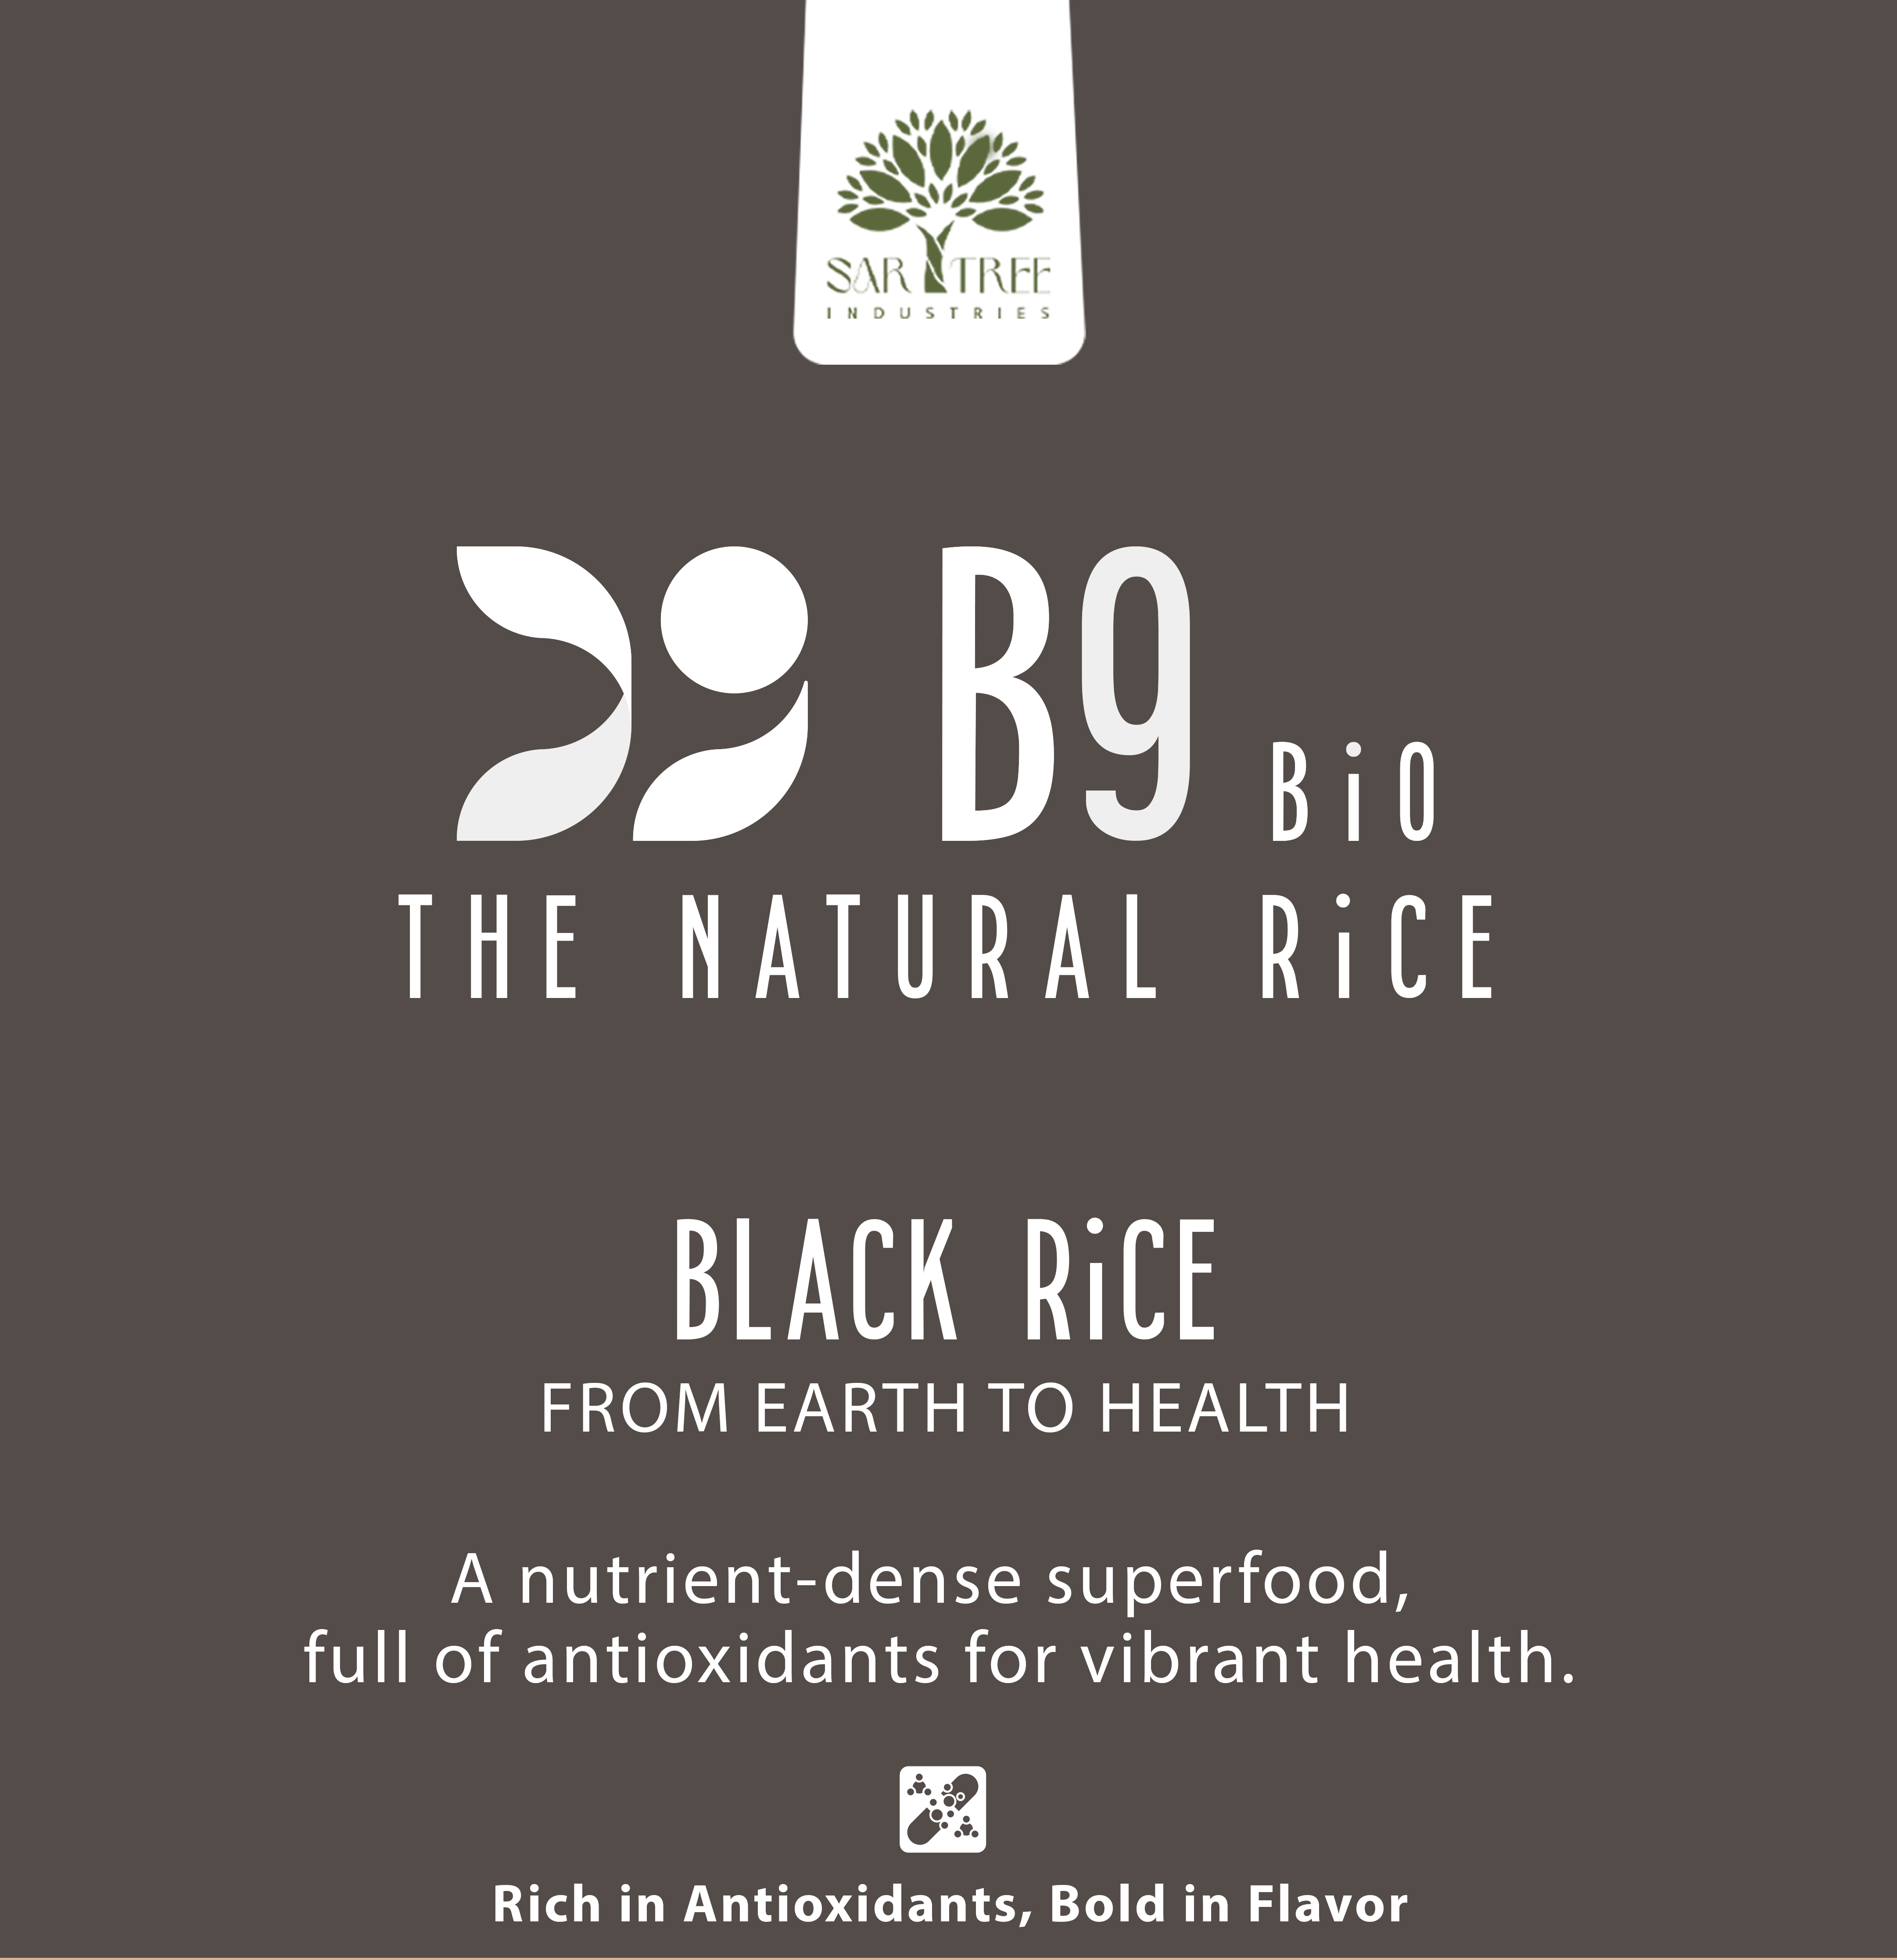 SAR TREE
INDUSTRIES
B9 BiO
THE NATURAL RiCE
BLACK RiCE
FROM EARTH TO HEALTH
A nutrient-dense superfood,
full of antioxidants for vibrant health.
Rich in Antioxidants, Bold in Flavor